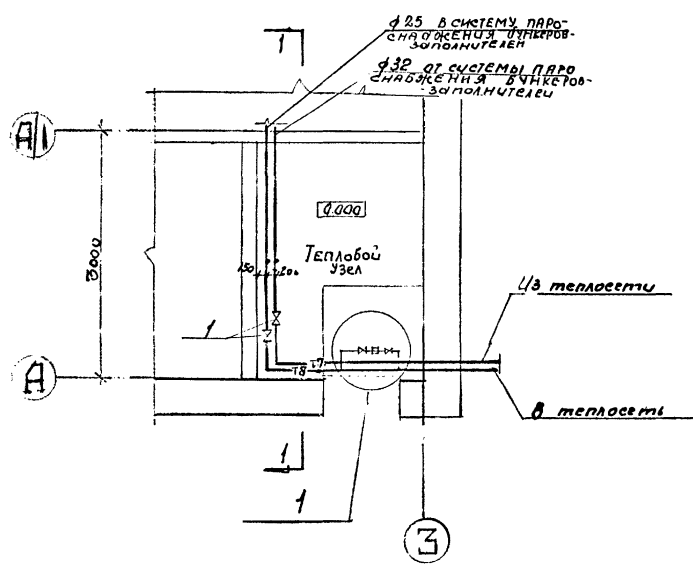 1
ф25 В СИСТЕМУ ПАРО-
СНАБЖЕНИЯ БУНКЕРОВ-
ЗАПОЛНИТЕЛЕЙ
ф32 ОТ СИСТЕМЫ ПАРО
СНАБЖЕНИЯ БУНКЕРОВ-
ЗАПОЛНИТЕЛЕЙ
А/1
0.000
3000
ТЕПЛОВОЙ
УЗЕЛ
150
200
Из теплосети
1
Т7
Т8
А
В теплосеть
1
1
3